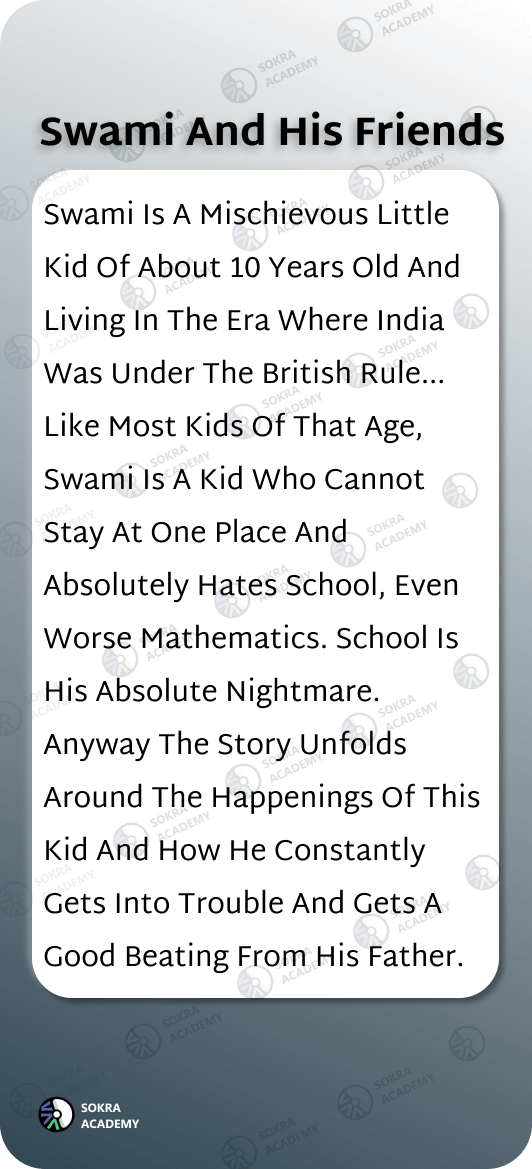 Swami And His Friends
Swami Is A Mischievous Little
Kid Of About 10 Years Old And
Living In The Era Where India
Was Under The British Rule...
Like Most Kids Of That Age,
Swami Is A Kid Who Cannot
Stay At One Place And
Absolutely Hates School, Even
Worse Mathematics. School Is
His Absolute Nightmare.
Anyway The Story Unfolds
Around The Happenings Of This
Kid And How He Constantly
Gets Into Trouble And Gets A
Good Beating From His Father.
SOKRA
ACADEMY